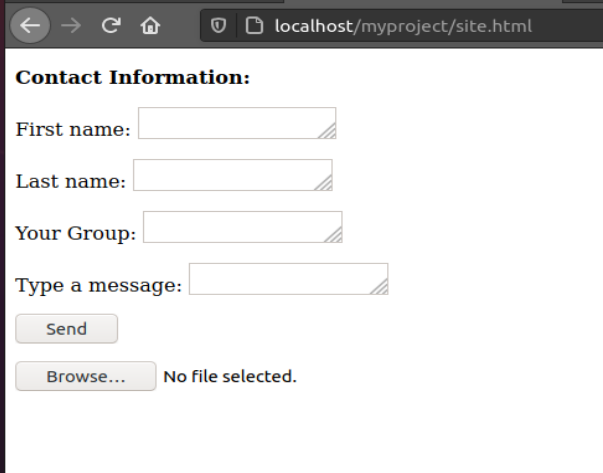 localhost/myproject/site.html
Contact Information:
First name:
Last name:
Your Group:
Type a message:
Send
Browse... No file selected.